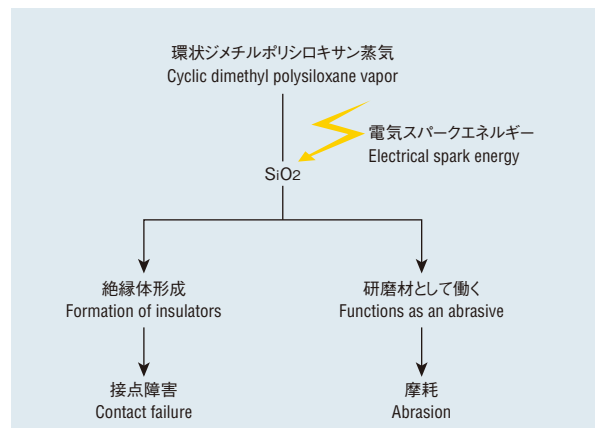 環状ジメチルポリシロキサン蒸気
Cyclic dimethyl polysiloxane vapor
電気スパークエネルギー
Electrical spark energy
SiO2
絶縁体形成
Formation of insulators
研磨材として働く
Functions as an abrasive
接点障害
Contact failure
摩耗
Abrasion